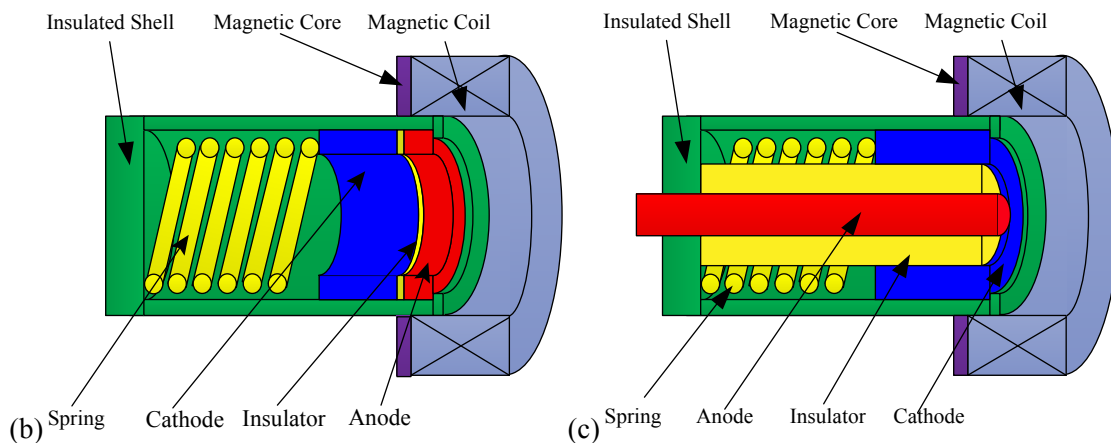 Insulated Shell
Magnetic Core
Magnetic Coil
(b)
Spring
Cathode
Insulator
Anode
Insulated Shell
Magnetic Core
Magnetic Coil
(c)
Spring
Anode
Insulator
Cathode